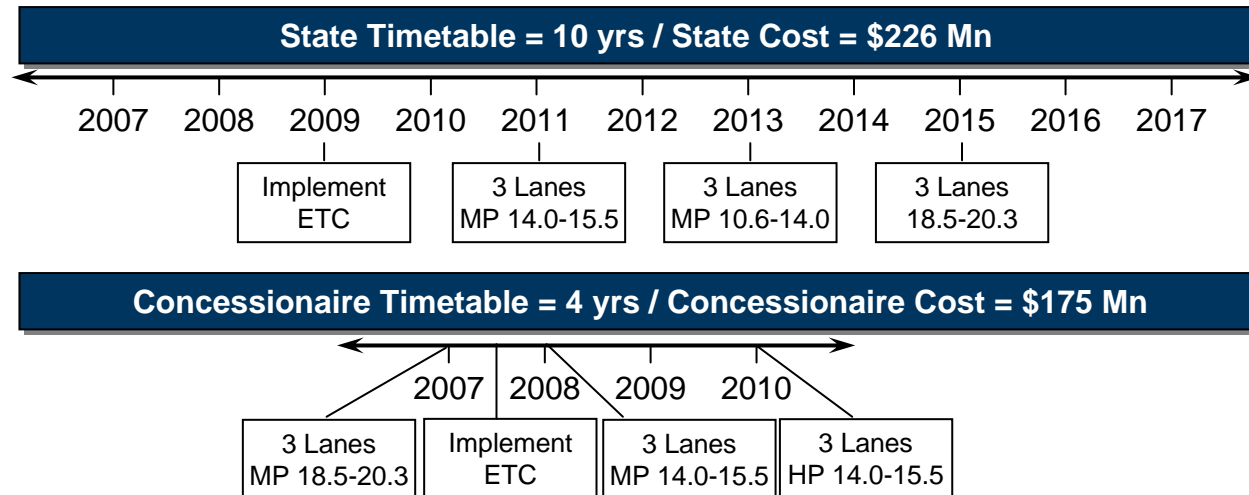 State Timetable = 10 yrs / State Cost = $226 Mn
2007 2008 2009 2010 2011 2012 2013 2014 2015 2016 2017
Implement
ETC
3 Lanes
MP 14.0-15.5
3 Lanes
MP 10.6-14.0
3 Lanes
18.5-20.3
Concessionaire Timetable = 4 yrs / Concessionaire Cost = $175 Mn
2007 2008 2009 2010
3 Lanes
MP 18.5-20.3
Implement
ETC
3 Lanes
MP 14.0-15.5
3 Lanes
HP 14.0-15.5